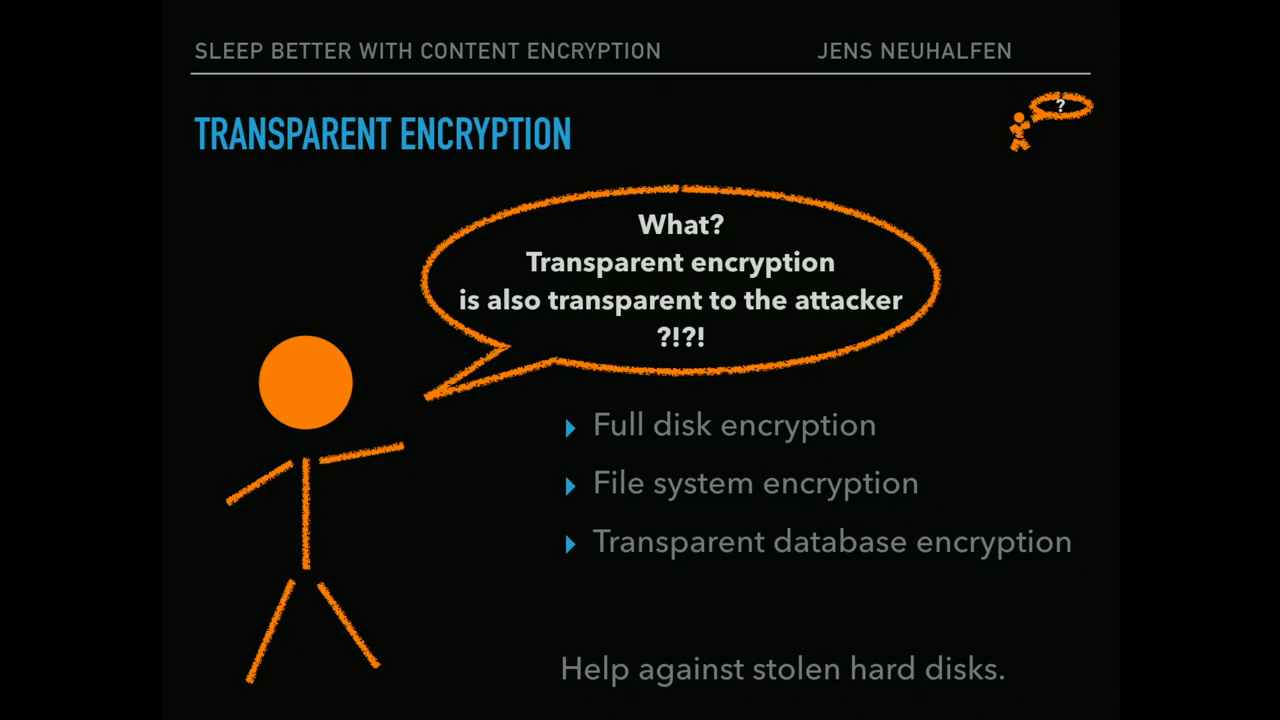 SLEEP BETTER WITH CONTENT ENCRYPTION JENS NEUHALFEN
TRANSPARENT ENCRYPTION
?
What?
Transparent encryption
is also transparent to the attacker
?!?!
Full disk encryption
File system encryption
Transparent database encryption
Help against stolen hard disks.